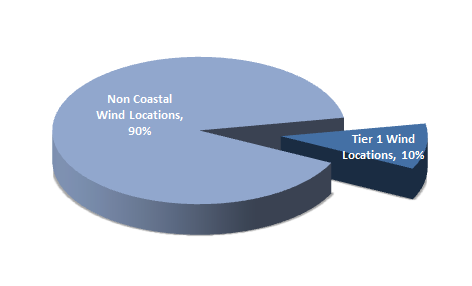 Non Coastal
Wind Locations,
90%
Tier 1 Wind
Locations, 10%